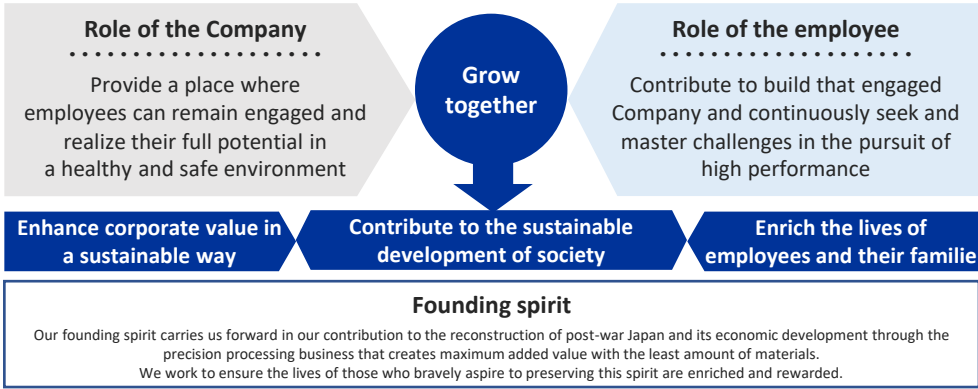 Role of the Company
Provide a place where
employees can remain engaged and
realize their full potential in
a healthy and safe environment
Grow
together
Role of the employee
Contribute to build that engaged
Company and continuously seek and
master challenges in the pursuit of
high performance
Enhance corporate value in
a sustainable way
Contribute to the sustainable
development of society
Enrich the lives of
employees and their familie
Founding spirit
Our founding spirit carries us forward in our contribution to the reconstruction of post-war Japan and its economic development through the
precision processing business that creates maximum added value with the least amount of materials.
We work to ensure the lives of those who bravely aspire to preserving this spirit are enriched and rewarded.